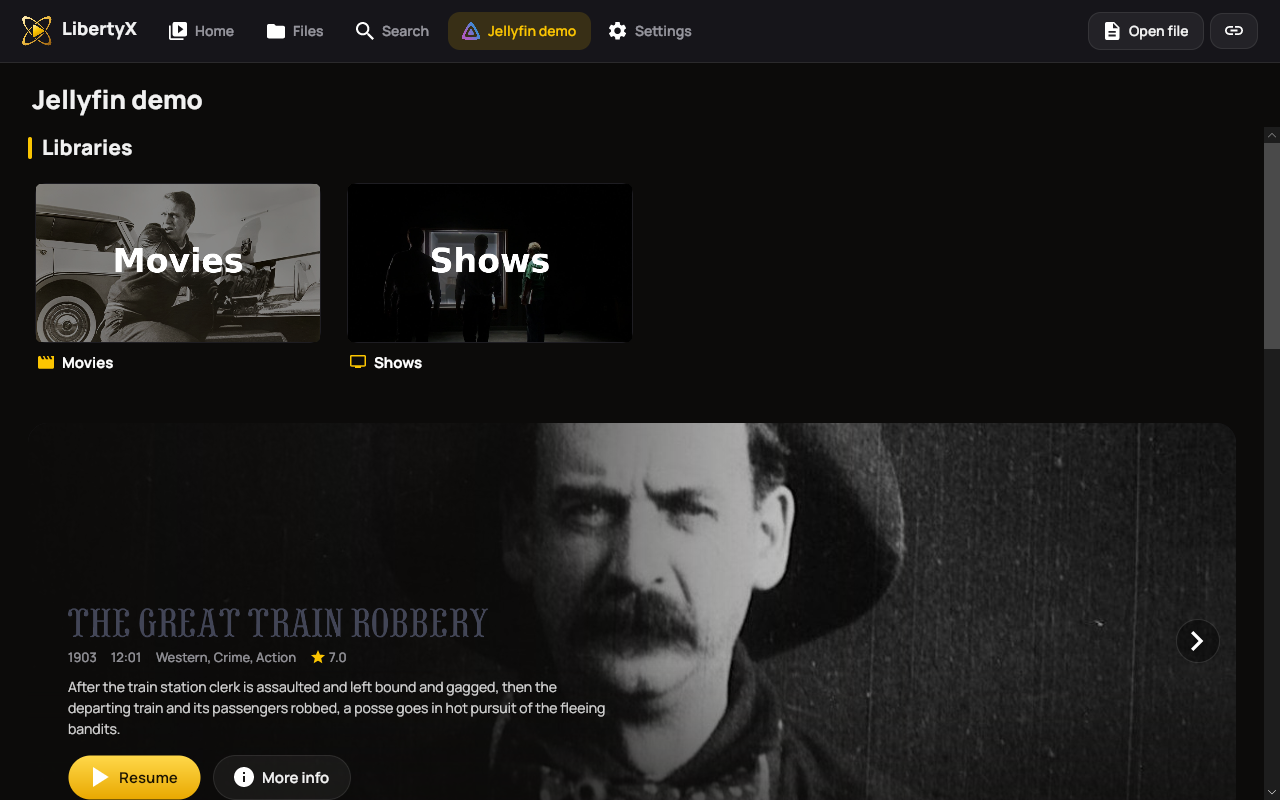 LibertyX
Home
Files
Search
Jellyfin demo
Settings
Open file
Jellyfin demo
Libraries
Movies
Shows
Movies
Shows
THE GREAT TRAIN ROBBERY
1903 12:01 Western, Crime, Action 7.0
After the train station clerk is assaulted and left bound and gagged, then the
departing train and its passengers robbed, a posse goes in hot pursuit of the fleeing
bandits.
Resume
More info